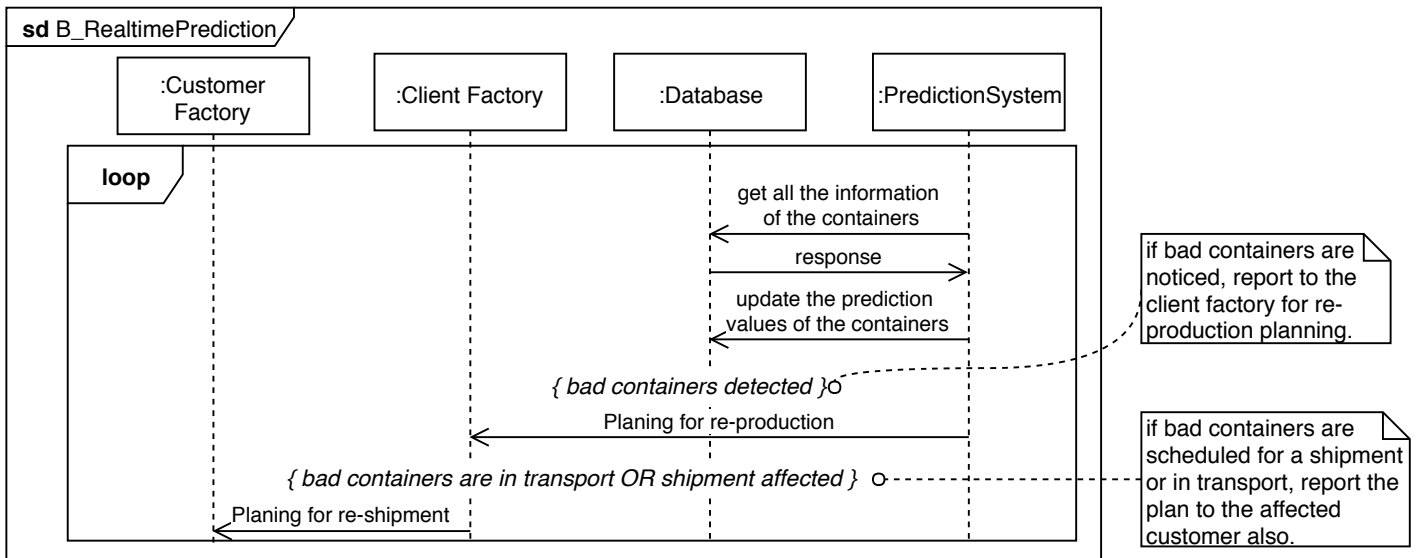 sd B_RealtimePrediction
:Customer
Factory
:Client Factory
:Database
:PredictionSystem
loop
get all the information
of the containers
response
update the prediction
values of the containers
if bad containers are
noticed, report to the
client factory for re-
production planning.
{ bad containers detected }
Planing for re-production
{ bad containers are in transport OR shipment affected }
if bad containers are
scheduled for a shipment
or in transport, report the
plan to the affected
customer also.
Planing for re-shipment